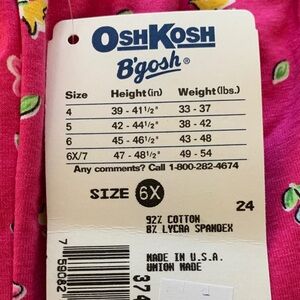 OSHKOSH
B'gosh®
Size Height(in) Weight(lbs.)
4 39 - 41½" 33 - 37
5 42 - 44½" 38 - 42
6 45 - 46½" 43 - 48
6X/7 47 - 48½" 49 - 54
Any comments? Call 1-800-282-4674
SIZE 6X
24
92% COTTON
8% LYCRA SPANDEX
MADE IN U.S.A.
UNION MADE
7 59082